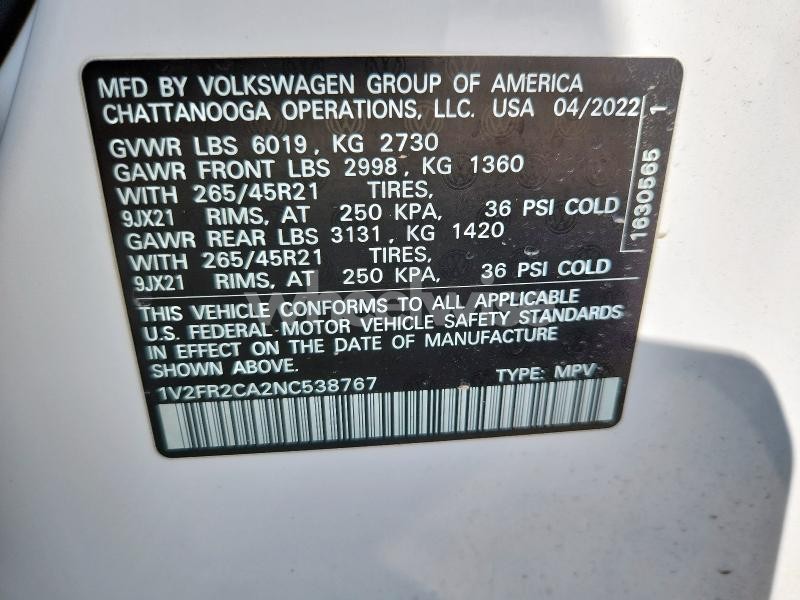 MFD BY VOLKSWAGEN GROUP OF AMERICA
CHATTANOOGA OPERATIONS, LLC. USA 04/2022
GVWR LBS 6019, KG 2730
GAWR FRONT LBS 2998, KG 1360
WITH 265/45R21 TIRES,
9JX21 RIMS, AT 250 KPA, 36 PSI COLD
GAWR REAR LBS 3131, KG 1420
WITH 265/45R21 TIRES,
9JX21 RIMS, AT 250 KPA, 36 PSI COLD
THIS VEHICLE CONFORMS TO ALL APPLICABLE
U.S. FEDERAL MOTOR VEHICLE SAFETY STANDARDS
IN EFFECT ON THE DATE OF MANUFACTURE
SHOWN ABOVE.
1V2FR2CA2NC538767 TYPE: MPV
1630565 1